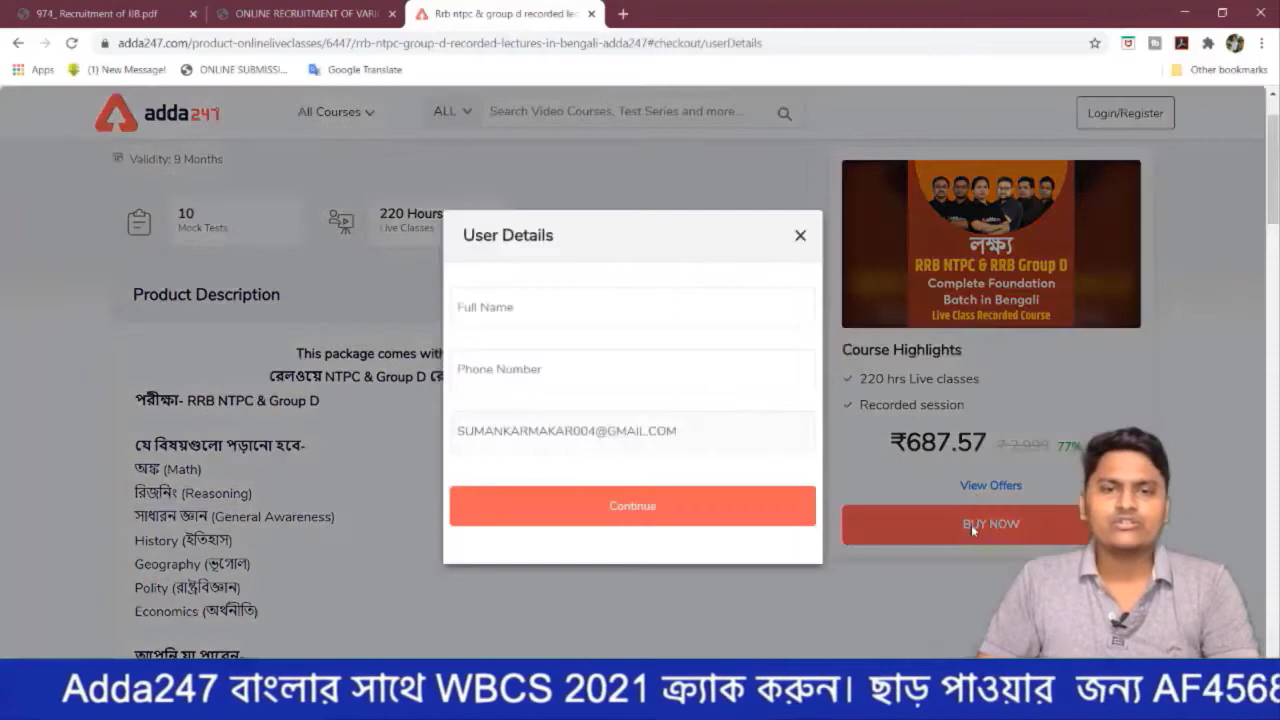 974_ Recruitment of IIB.pdf
ONLINE RECRUITMENT OF VARI
Rrb ntpc & group d recorded lec
adda247.com/product-onlineliveclasses/6447/rrb-ntpc-group-d-recorded-lectures-in-bengali-adda247#checkout/userDetails
Apps
(1) New Message!
ONLINE SUBMISSI...
Google Translate
Other bookmarks
adda247
All Courses
ALL
Search Video Courses, Test Series and more...
Login/Register
Validity: 9 Months
10
Mock Tests
220 Hours
Live Classes
Product Description
This package comes with
রেলওয়ে NTPC & Group D
পরীক্ষা- RRB NTPC & Group D
যে বিষয়গুলো পড়ানো হবে-
অঙ্ক (Math)
রিজনিং (Reasoning)
সাধারন জ্ঞান (General Awareness)
History (ইতিহাস)
Geography (ভূগোল)
Polity (রাষ্ট্রবিজ্ঞান)
Economics (অর্থনীতি)
আপনি যা পাবেন-
User Details
Full Name
Phone Number
SUMANKARMAKAR004@GMAIL.COM
Continue
লক্ষ্য
RRB NTPC & RRB Group D
Complete Foundation
Batch in Bengali
Live Class Recorded Course
Course Highlights
220 hrs Live classes
Recorded session
₹687.57 ₹ 2,999 77%
View Offers
BUY NOW
Adda247 বাংলার সাথে WBCS 2021 ক্র্যাক করুন। ছাড় পাওয়ার জন্য AF4568